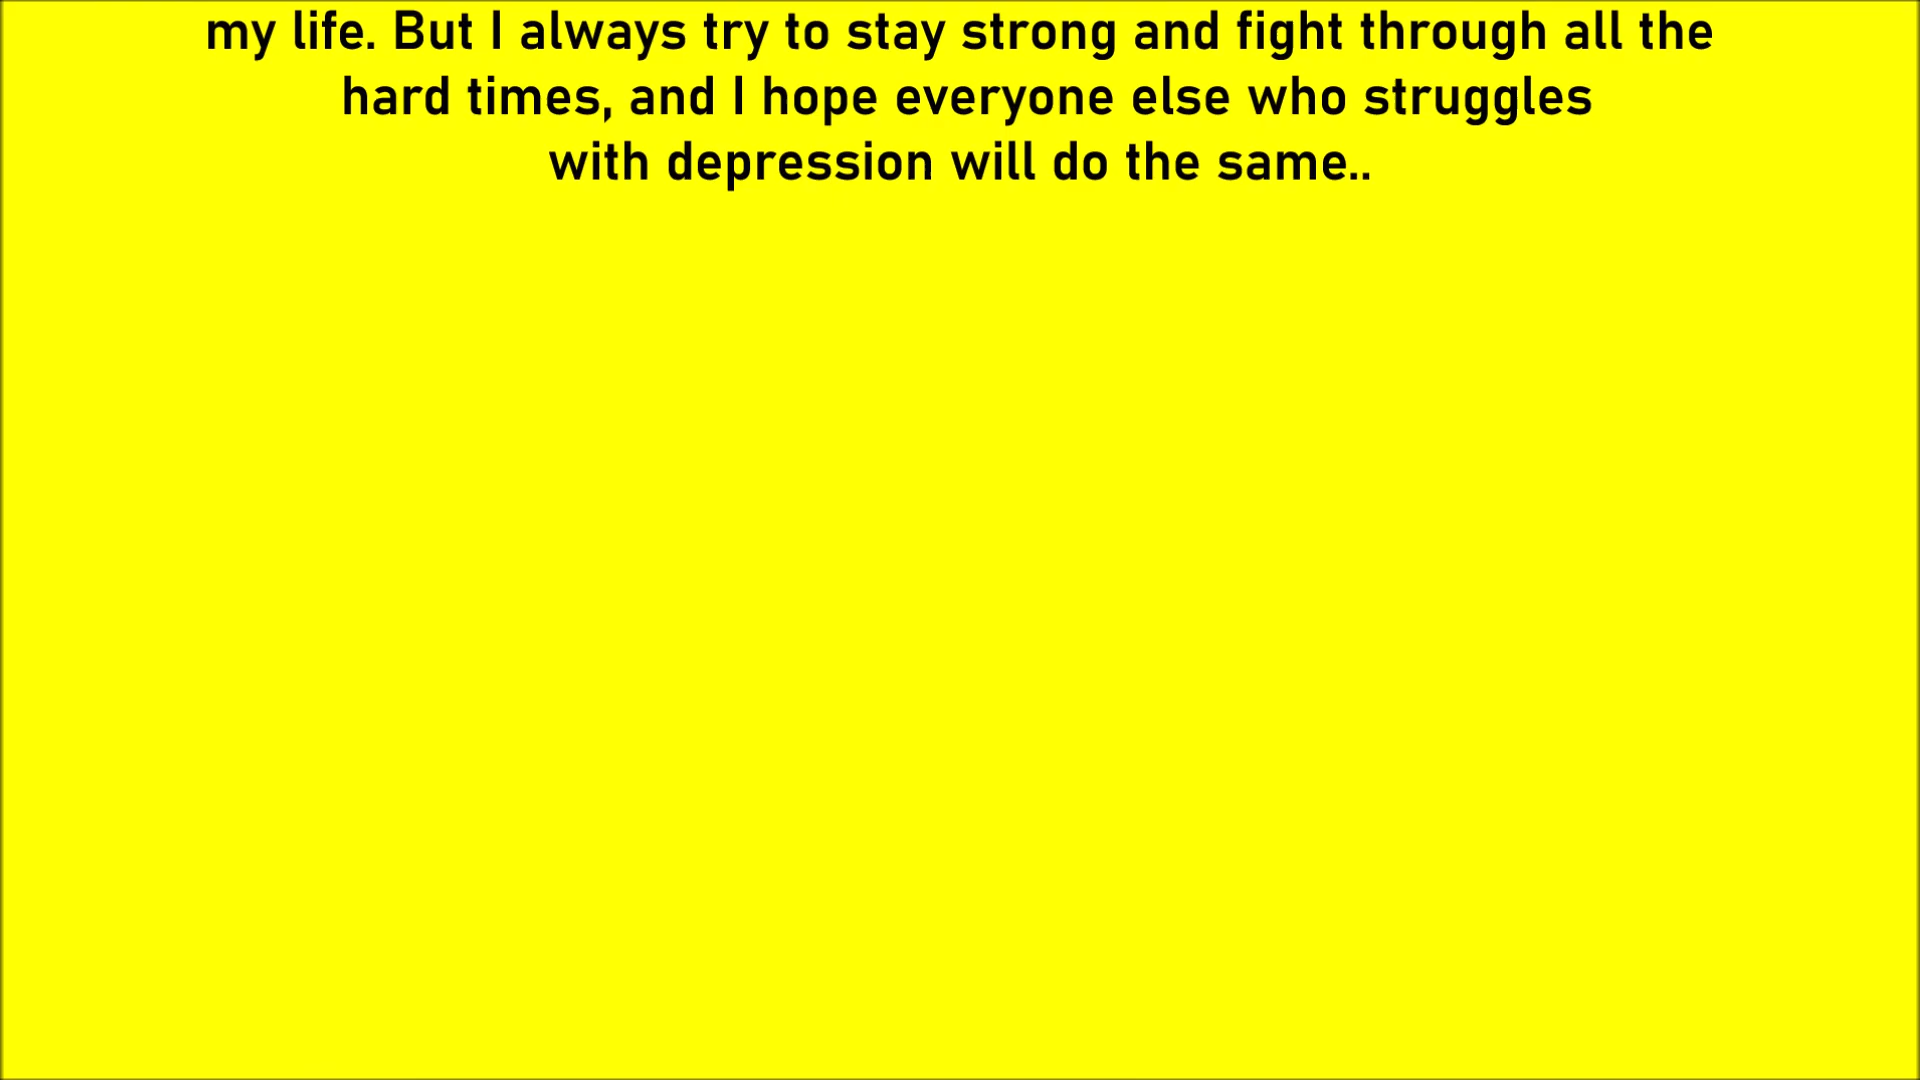 my life. But I always try to stay strong and fight through all the
hard times, and I hope everyone else who struggles
with depression will do the same..